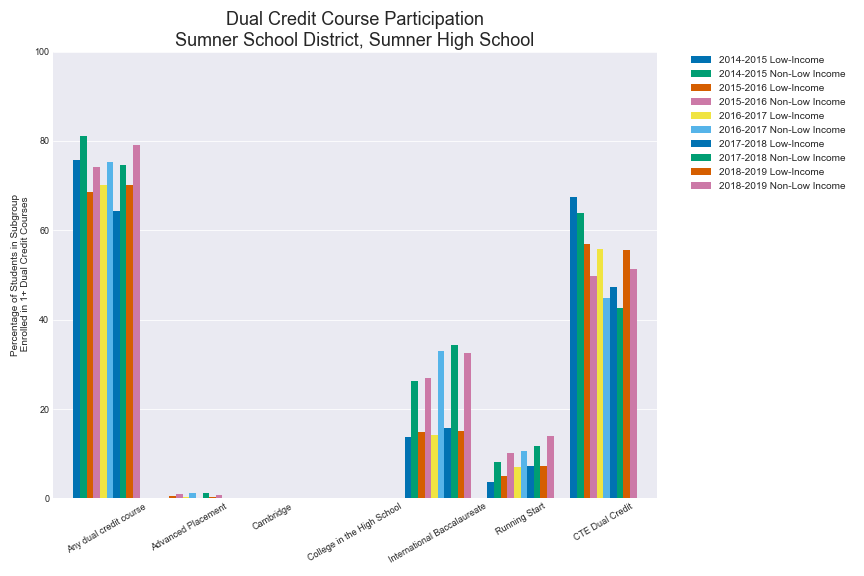 Dual Credit Course Participation
Sumner School District, Sumner High School
Percentage of Students in Subgroup
Enrolled in 1+ Dual Credit Courses
100
80
60
40
20
0
Any dual credit course
Advanced Placement
Cambridge
College in the High School
International Baccalaureate
Running Start
CTE Dual Credit
2014-2015 Low-Income
2014-2015 Non-Low Income
2015-2016 Low-Income
2015-2016 Non-Low Income
2016-2017 Low-Income
2016-2017 Non-Low Income
2017-2018 Low-Income
2017-2018 Non-Low Income
2018-2019 Low-Income
2018-2019 Non-Low Income